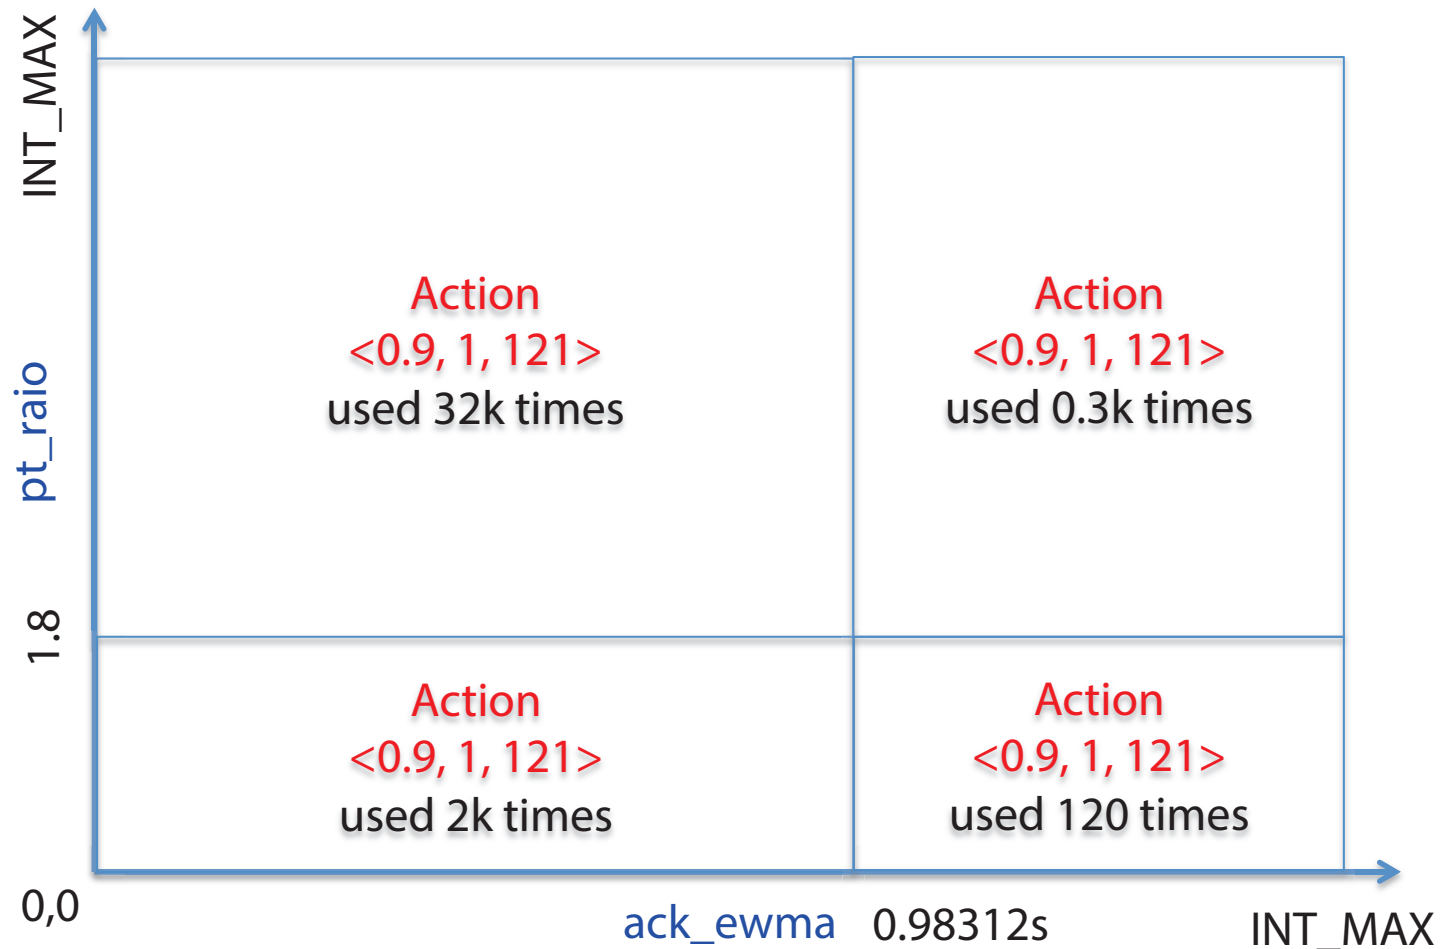 INT_MAX
Action
<0.9, 1, 121>
used 32k times
Action
<0.9, 1, 121>
used 0.3k times
pt_raio
1.8
Action
<0.9, 1, 121>
used 2k times
Action
<0.9, 1, 121>
used 120 times
0,0
ack_ewma
0.98312s
INT_MAX